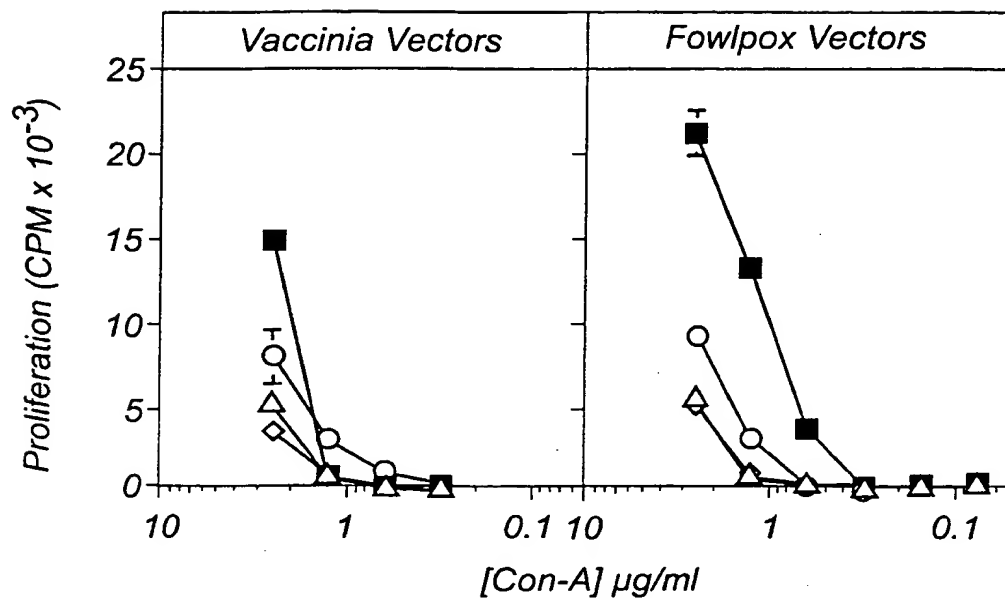 Vaccinia Vectors Fowlpox Vectors
Proliferation (CPM x 10⁻³)
25
20
15
10
5
0
10 1 0.1 10 1 0.1
[Con-A] µg/ml